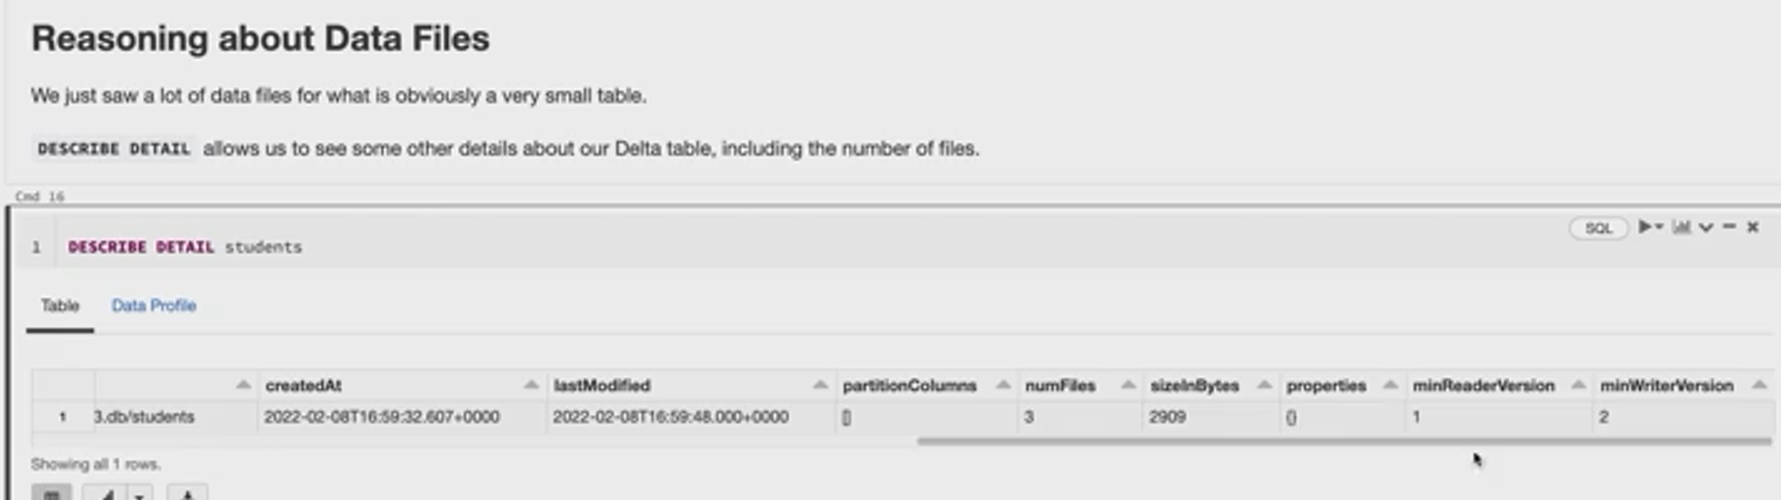 Reasoning about Data Files
We just saw a lot of data files for what is obviously a very small table.
DESCRIBE DETAIL allows us to see some other details about our Delta table, including the number of files.
Cmd 16
SQL
1 DESCRIBE DETAIL students
Table Data Profile
createdAt lastModified partitionColumns numFiles sizeInBytes properties minReaderVersion minWriterVersion
1 3.db/students 2022-02-08T16:59:32.607+0000 2022-02-08T16:59:48.000+0000 [] 3 2909 {} 1 2
Showing all 1 rows.